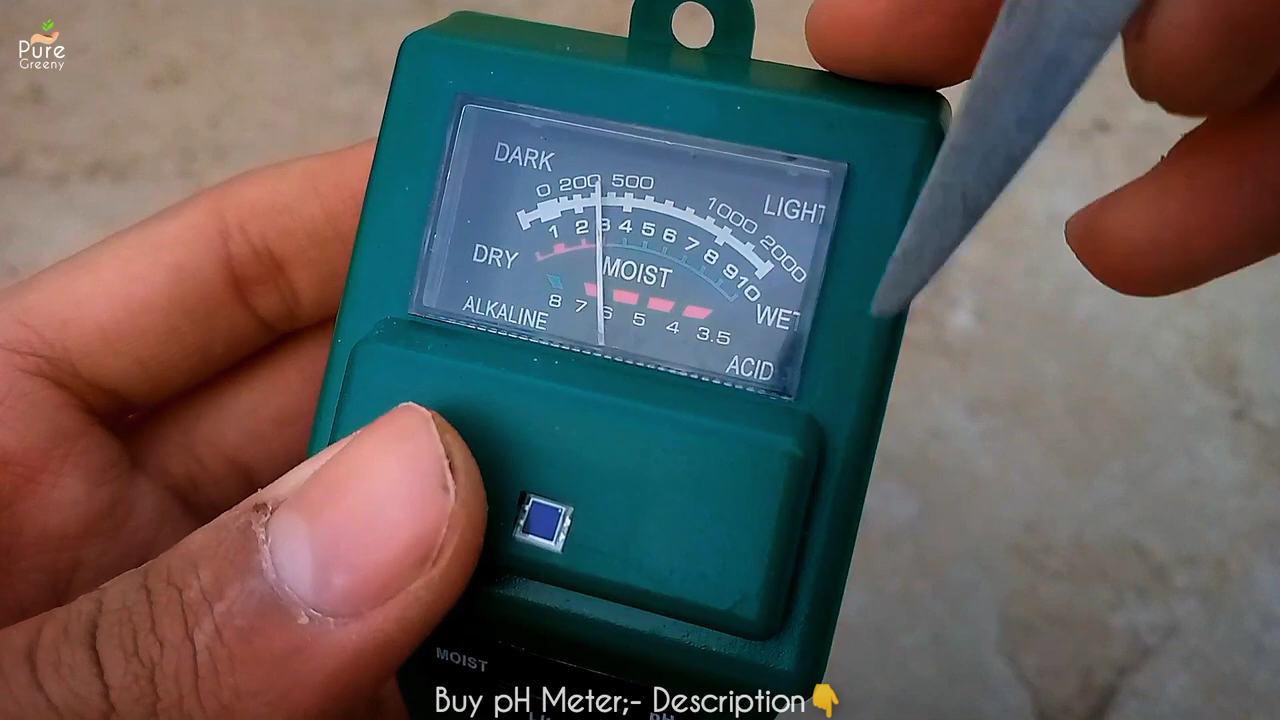 Pure
Greeny
DARK
0 200 500 1000 2000
LIGHT
1 2 3 4 5 6 7 8 9 10
DRY
MOIST
WET
8 7 6 5 4 3.5
ALKALINE
ACID
MOIST
Buy pH Meter;- Description👇